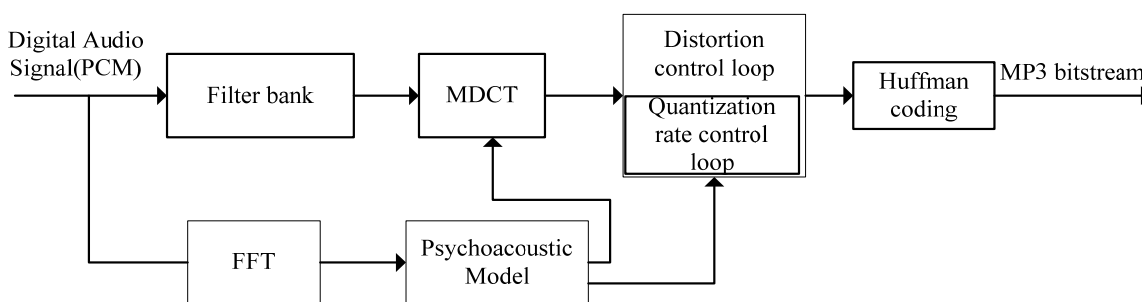 Digital Audio
Signal(PCM)
Filter bank
MDCT
Distortion
control loop
Quantization
rate control
loop
Huffman
coding
MP3 bitstream
FFT
Psychoacoustic
Model